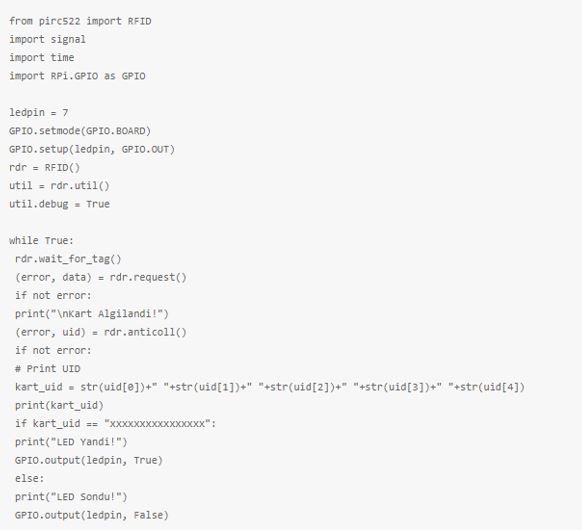 from pirc522 import RFID
import signal
import time
import RPi.GPIO as GPIO

ledpin = 7
GPIO.setmode(GPIO.BOARD)
GPIO.setup(ledpin, GPIO.OUT)
rdr = RFID()
util = rdr.util()
util.debug = True

while True:
 rdr.wait_for_tag()
 (error, data) = rdr.request()
 if not error:
 print("\nKart Algilandi!")
 (error, uid) = rdr.anticoll()
 if not error:
 # Print UID
 kart_uid = str(uid[0])+" "+str(uid[1])+" "+str(uid[2])+" "+str(uid[3])+" "+str(uid[4])
 print(kart_uid)
 if kart_uid == "xxxxxxxxxxxxxxxx":
 print("LED Yandi!")
 GPIO.output(ledpin, True)
 else:
 print("LED Sondu!")
 GPIO.output(ledpin, False)